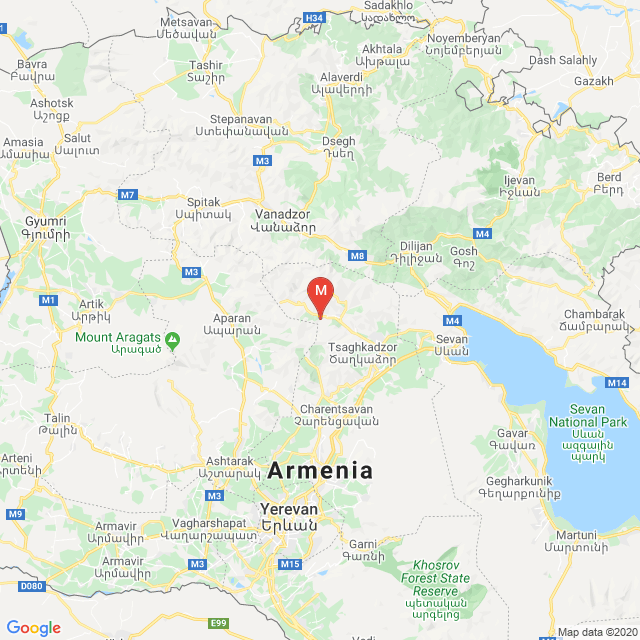 Sadakhlo
Սադախլո
Metsavan
Մեծավան
H34
Noyemberyan
Նոյեմբերյան
Akhtala
Ախթալա
Dash Salahly
Bavra
Բավրա
Tashir
Տաշիր
Alaverdi
Ալավերդի
Gazakh
Ashotsk
Աշոցք
Stepanavan
Ստեփանավան
Amasia
Ամասիա
Salut
Սալուտ
Dsegh
Դսեղ
M3
Ijevan
Իջևան
Berd
Բերդ
M7
Spitak
Սպիտակ
Gyumri
Գյումրի
Vanadzor
Վանաձոր
M4
M8
Dilijan
Դիլիջան
Gosh
Գոշ
M3
M
M1
Artik
Արթիկ
Aparan
Ապարան
M4
Chambarak
Ճամբարակ
Mount Aragats
Արագած
Tsaghkadzor
Ծաղկաձոր
Sevan
Սևան
M14
Charentsavan
Չարենցավան
Sevan
National Park
Սևան
ազգային
պարկ
Talin
Թալին
Gavar
Գավառ
Arteni
Արտենի
Ashtarak
Աշտարակ
Armenia
Gegharkunik
Գեղարքունիք
M3
M9
Yerevan
Երևան
Armavir
Արմավիր
Vagharshapat
Վաղարշապատ
Martuni
Մարտունի
Garni
Գառնի
Armavir
Արմավիր
M3
M15
Khosrov
Forest State
Reserve
պետական
արգելոց
D080
E99
Google
Map data ©2020